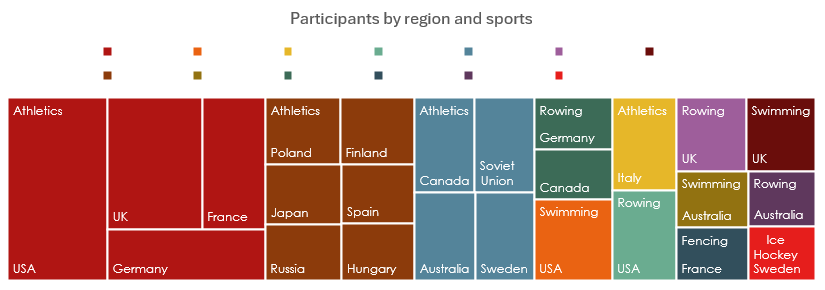 Participants by region and sports
Athletics
USA
UK
France
Germany
Athletics
Poland
Finland
Japan
Spain
Russia
Hungary
Athletics
Canada
Soviet
Union
Australia
Sweden
Rowing
Germany
Canada
Swimming
USA
Athletics
Italy
Rowing
USA
Rowing
UK
Swimming
UK
Swimming
Australia
Rowing
Australia
Fencing
France
Ice
Hockey
Sweden